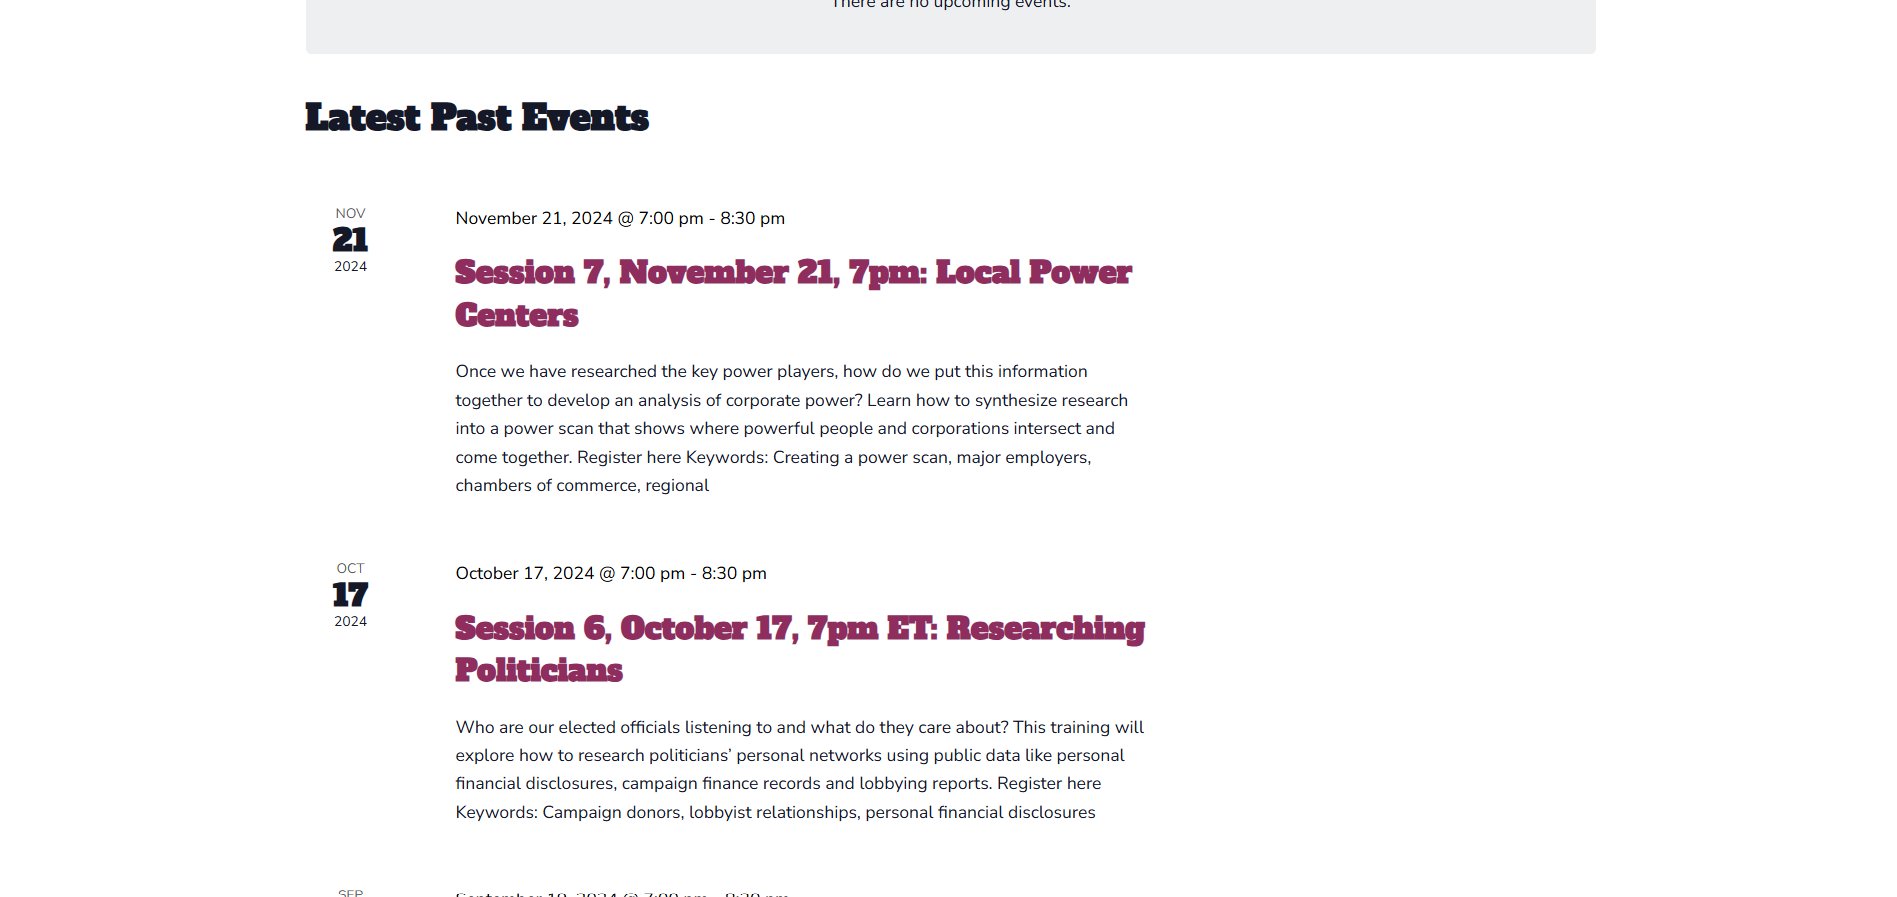 There are no upcoming events.
Latest Past Events
NOV
21
2024
November 21, 2024 @ 7:00 pm - 8:30 pm
Session 7, November 21, 7pm: Local Power
Centers
Once we have researched the key power players, how do we put this information
together to develop an analysis of corporate power? Learn how to synthesize research
into a power scan that shows where powerful people and corporations intersect and
come together. Register here Keywords: Creating a power scan, major employers,
chambers of commerce, regional
OCT
17
2024
October 17, 2024 @ 7:00 pm - 8:30 pm
Session 6, October 17, 7pm ET: Researching
Politicians
Who are our elected officials listening to and what do they care about? This training will
explore how to research politicians’ personal networks using public data like personal
financial disclosures, campaign finance records and lobbying reports. Register here
Keywords: Campaign donors, lobbyist relationships, personal financial disclosures
SEP